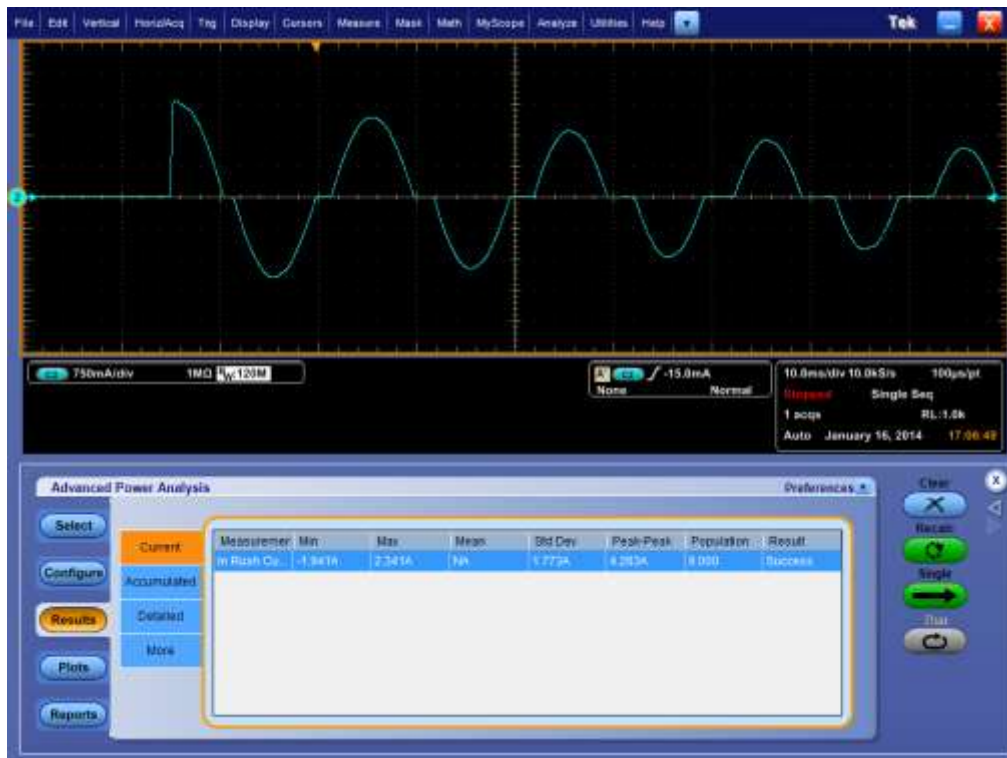 File Edit Vertical Horiz/Acq Trig Display Cursors Measure Mask Math MyScope Analyze Utilities Help Tek X
2
C2 750mA/div 1MΩ BW:120M
A' C2 -15.0mA
None Normal
10.0ms/div 10.0kS/s 100µs/pt
Stopped Single Seq
1 acqs RL:1.0k
Auto January 16, 2014 17:06:49
Advanced Power Analysis Preferences
Clear X
Select
Configure
Results
Plots
Reports
Current
Accumulated
Detailed
More
Measuremen Min Max Mean Std Dev Peak-Peak Population Result
In Rush Cu... -1.941A 2.341A NA 1.773A 4.283A 8.000 Success
Recalc
Single